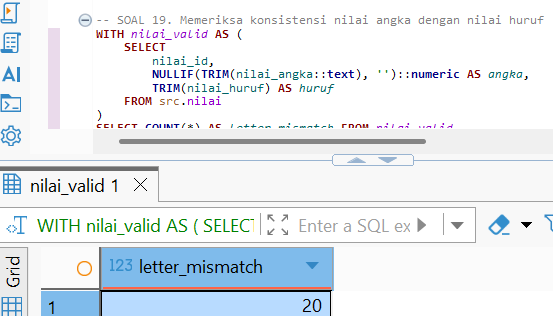 -- SOAL 19. Memeriksa konsistensi nilai angka dengan nilai huruf
WITH nilai_valid AS (
SELECT
nilai_id,
NULLIF(TRIM(nilai_angka::text), '')::numeric AS angka,
TRIM(nilai_huruf) AS huruf
FROM src.nilai
)
SELECT COUNT(*) AS letter_mismatch FROM nilai_valid
AI
nilai_valid 1
WITH nilai_valid AS ( SELECT
Enter a SQL ex
Grid
123 letter_mismatch
1
20